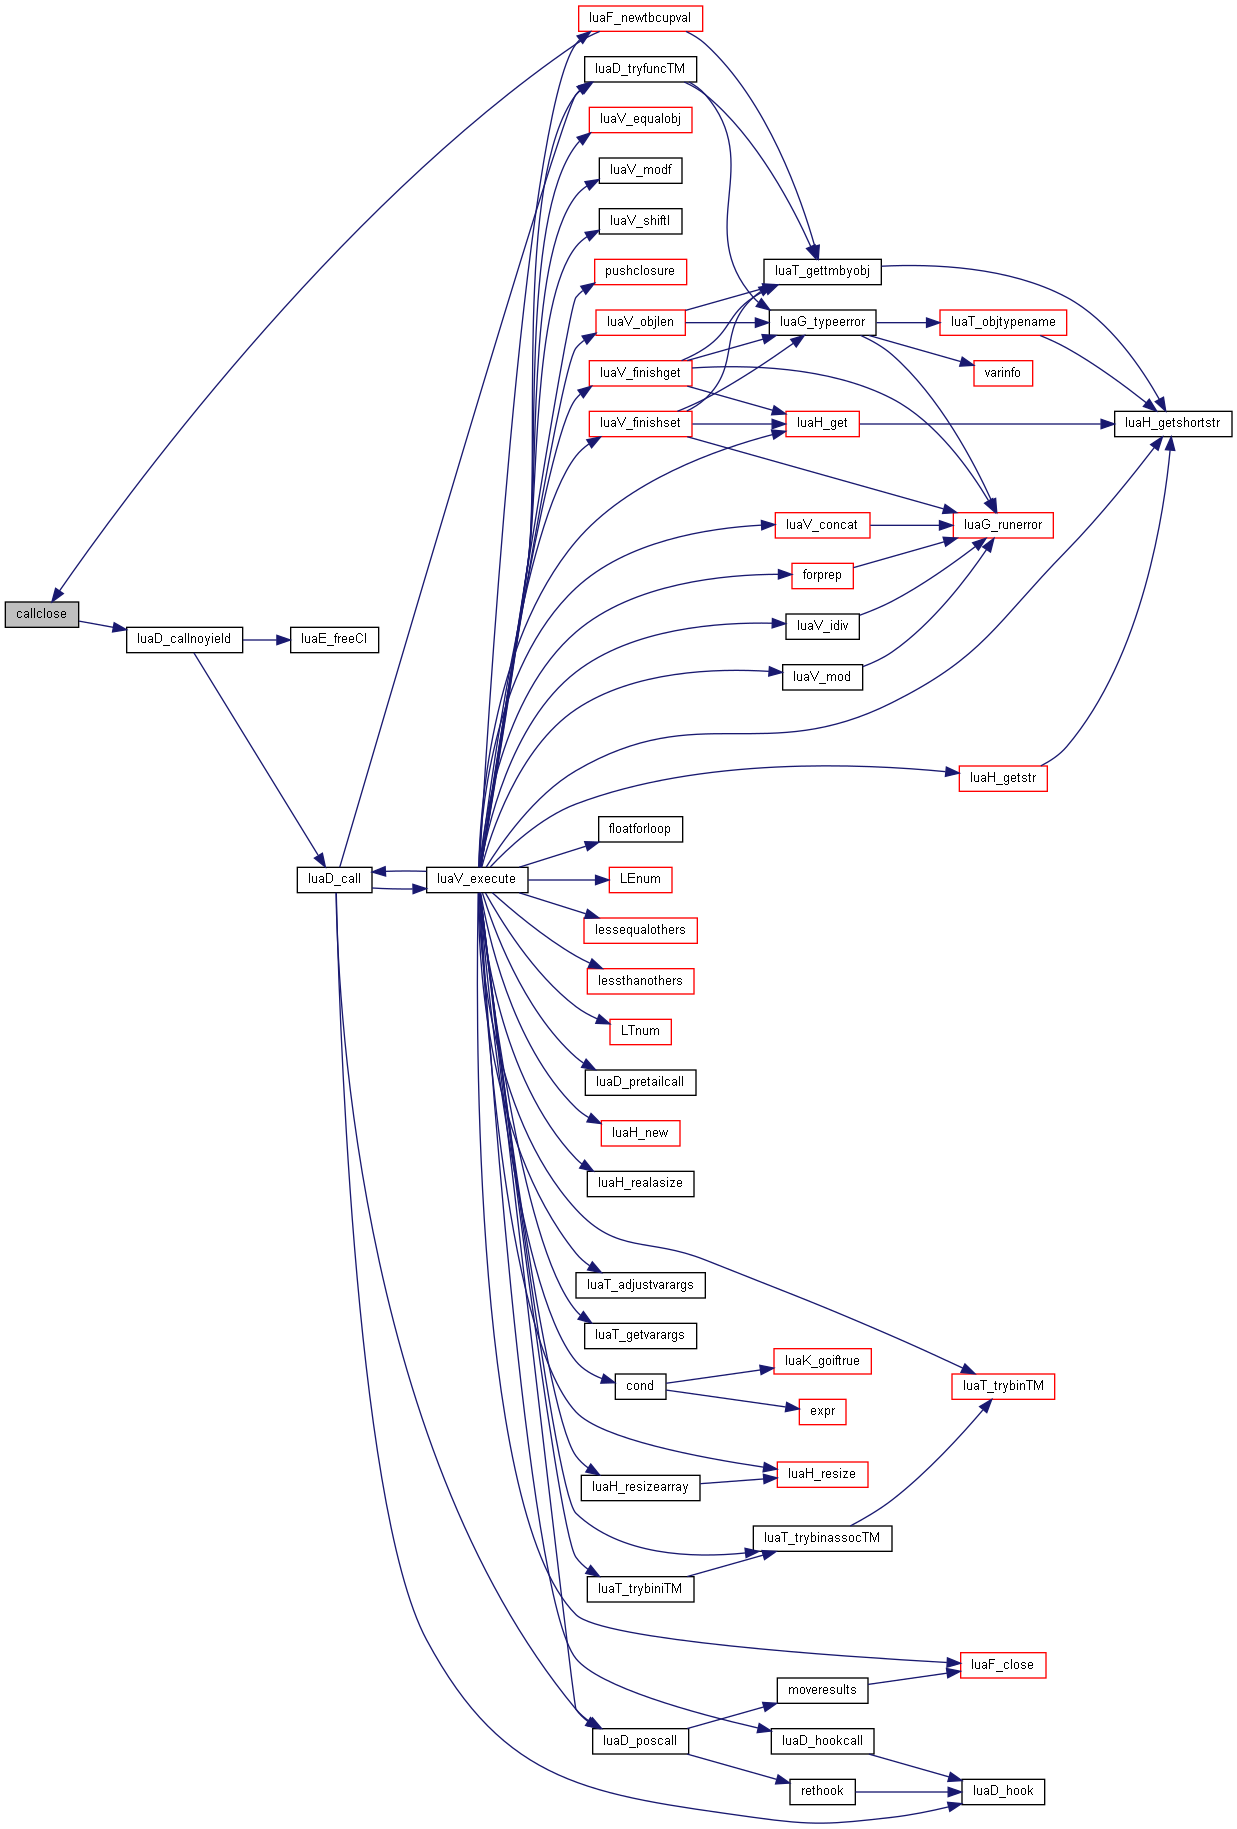 luaF_newtbcupval
luaD_tryfuncTM
luaV_equalobj
luaV_modf
luaV_shiftl
luaT_gettmbyobj
pushclosure
luaV_objlen
luaG_typeerror
luaT_objtypename
luaV_finishget
varinfo
luaV_finishset
luaH_get
luaH_getshortstr
luaV_concat
luaG_runerror
forprep
callclose
luaV_idiv
luaD_callnoyield
luaE_freeCI
luaV_mod
luaH_getstr
floatforloop
luaD_call
luaV_execute
LEnum
lessequalothers
lessthanothers
LTnum
luaD_pretailcall
luaH_new
luaH_realasize
luaT_adjustvarargs
luaT_getvarargs
luaK_goiftrue
cond
luaT_trybinTM
expr
luaH_resize
luaH_resizearray
luaT_trybinassocTM
luaT_trybiniTM
luaF_close
moveresults
luaD_poscall
luaD_hookcall
rethook
luaD_hook